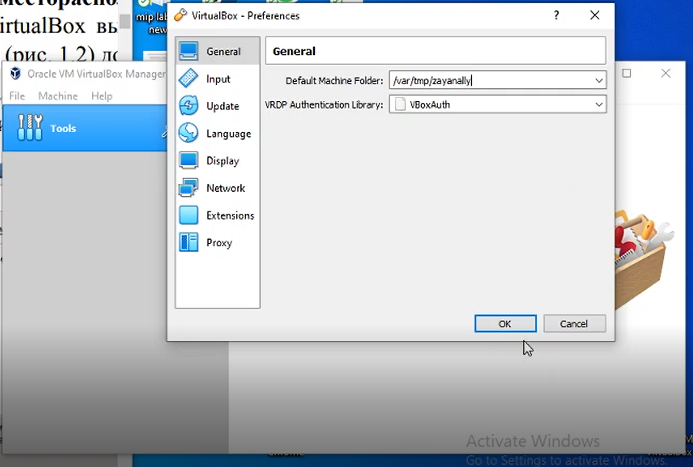 mip lab
new
VirtualBox - Preferences
?
irtualBox вы
(рис. 1.2) до
Oracle VM VirtualBox Manager
File Machine Help
Tools
General
Input
Update
Language
Display
Network
Extensions
Proxy
General
Default Machine Folder: /var/tmp/zayanally
VRDP Authentication Library: VBoxAuth
OK Cancel
Activate Windows
Go to Settings to activate Windows.